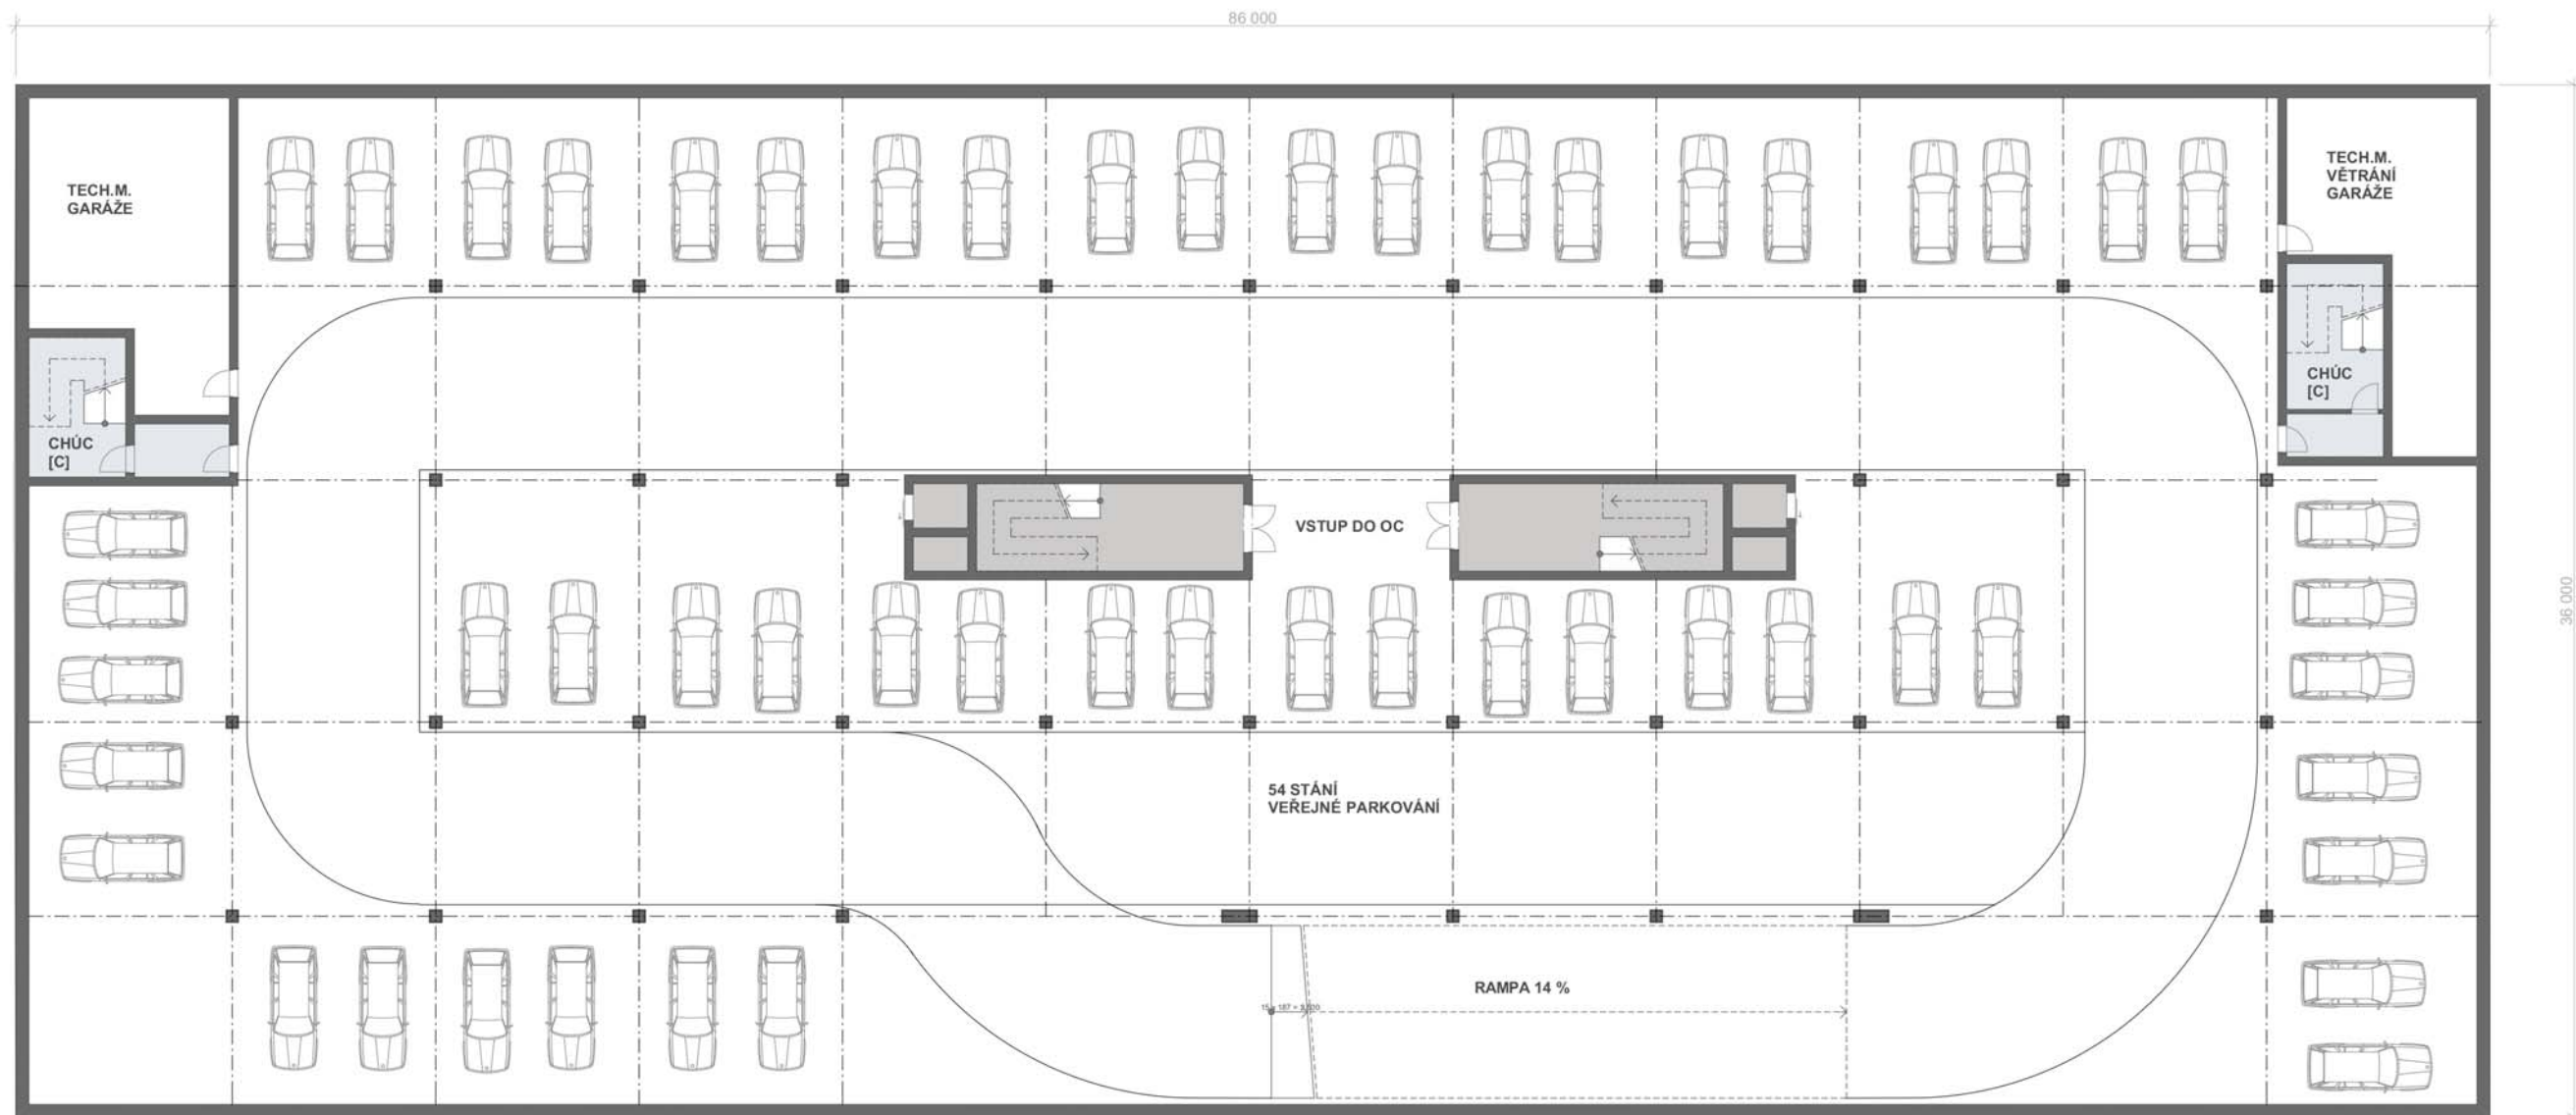 86 000
TECH.M.
GARÁŽE
TECH.M.
VĚTRÁNÍ
GARÁŽE
CHÚC
[C]
CHÚC
[C]
VSTUP DO OC
36 000
54 STÁNÍ
VEŘEJNÉ PARKOVÁNÍ
RAMPA 14 %